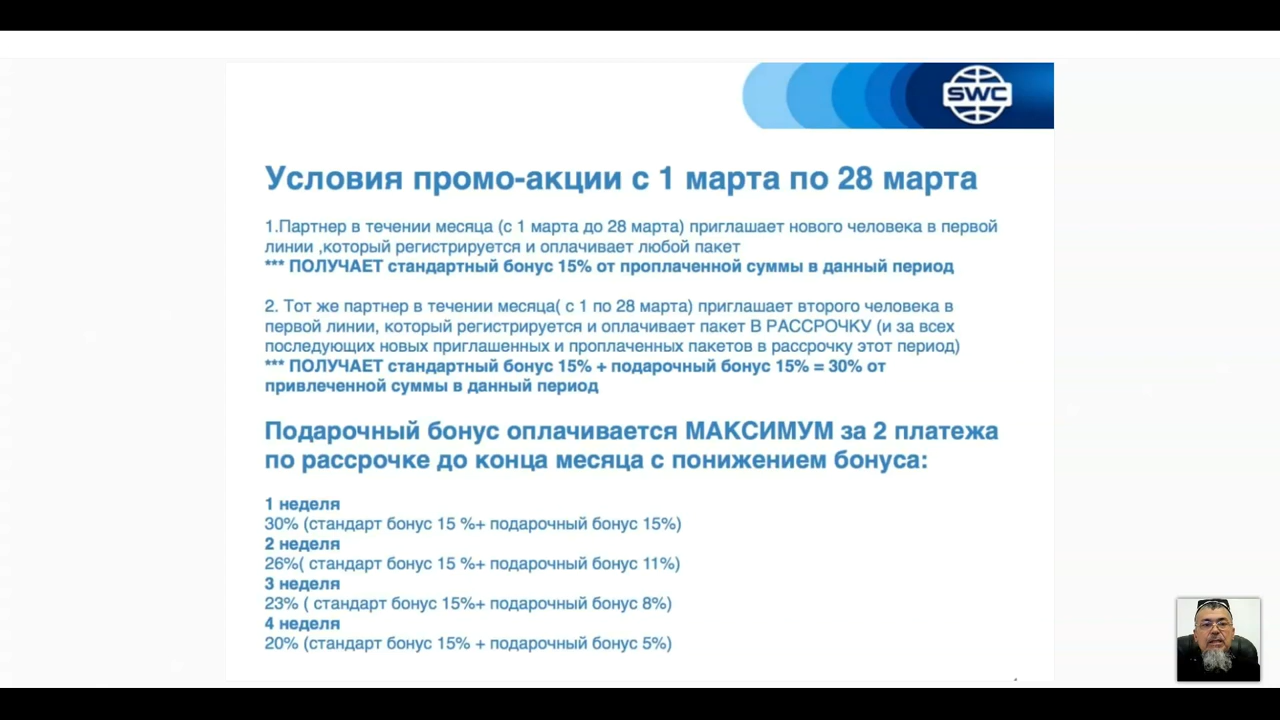 SWC
Условия промо-акции с 1 марта по 28 марта
1.Партнер в течении месяца (с 1 марта до 28 марта) приглашает нового человека в первой
линии ,который регистрируется и оплачивает любой пакет
*** ПОЛУЧАЕТ стандартный бонус 15% от проплаченной суммы в данный период
2. Тот же партнер в течении месяца( с 1 по 28 марта) приглашает второго человека в
первой линии, который регистрируется и оплачивает пакет В РАССРОЧКУ (и за всех
последующих новых приглашенных и проплаченных пакетов в рассрочку этот период)
*** ПОЛУЧАЕТ стандартный бонус 15% + подарочный бонус 15% = 30% от
привлеченной суммы в данный период
Подарочный бонус оплачивается МАКСИМУМ за 2 платежа
по рассрочке до конца месяца с понижением бонуса:
1 неделя
30% (стандарт бонус 15 %+ подарочный бонус 15%)
2 неделя
26%( стандарт бонус 15 %+ подарочный бонус 11%)
3 неделя
23% ( стандарт бонус 15%+ подарочный бонус 8%)
4 неделя
20% (стандарт бонус 15% + подарочный бонус 5%)